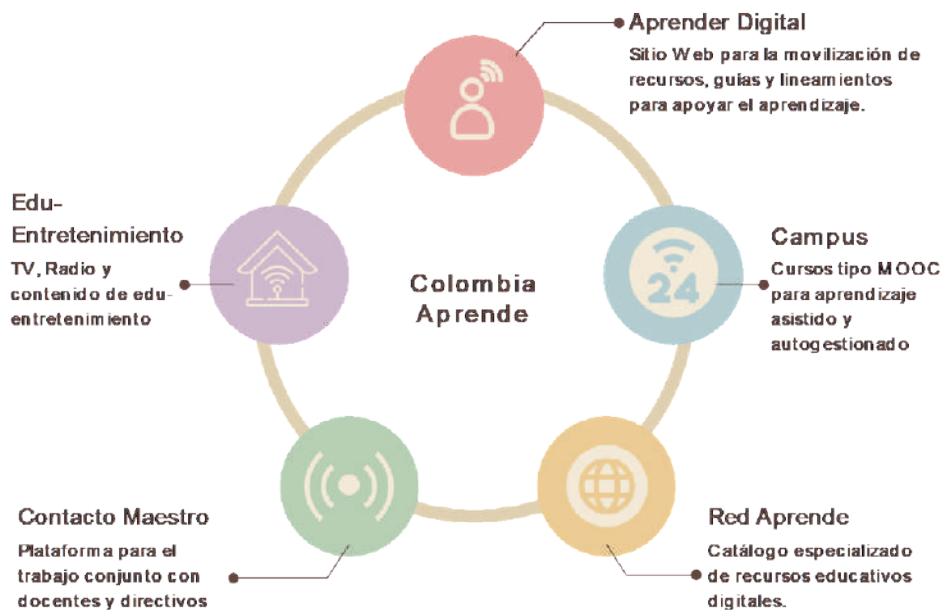 Aprender Digital
Sitio Web para la movilización de
recursos, guías y lineamientos
para apoyar el aprendizaje.
Edu-
Entretenimiento
TV, Radio y
contenido de edu-
entretenimiento
Colombia
Aprende
24
Campus
Cursos tipo MOOC
para aprendizaje
asistido y
autogestionado
Contacto Maestro
Plataforma para el
trabajo conjunto con
docentes y directivos
Red Aprende
Catálogo especializado
de recursos educativos
digitales.